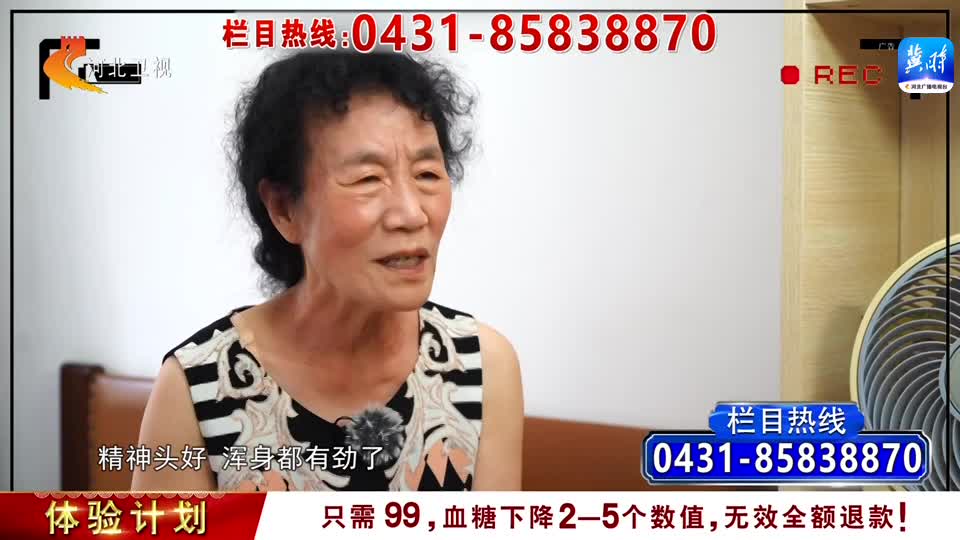 栏目热线:0431-85838870
河北卫视
广告
冀时
河北广播电视台
REC
栏目热线
0431-85838870
精神头好 浑身都有劲了
体验计划
只需 99,血糖下降2—5个数值,无效全额退款!